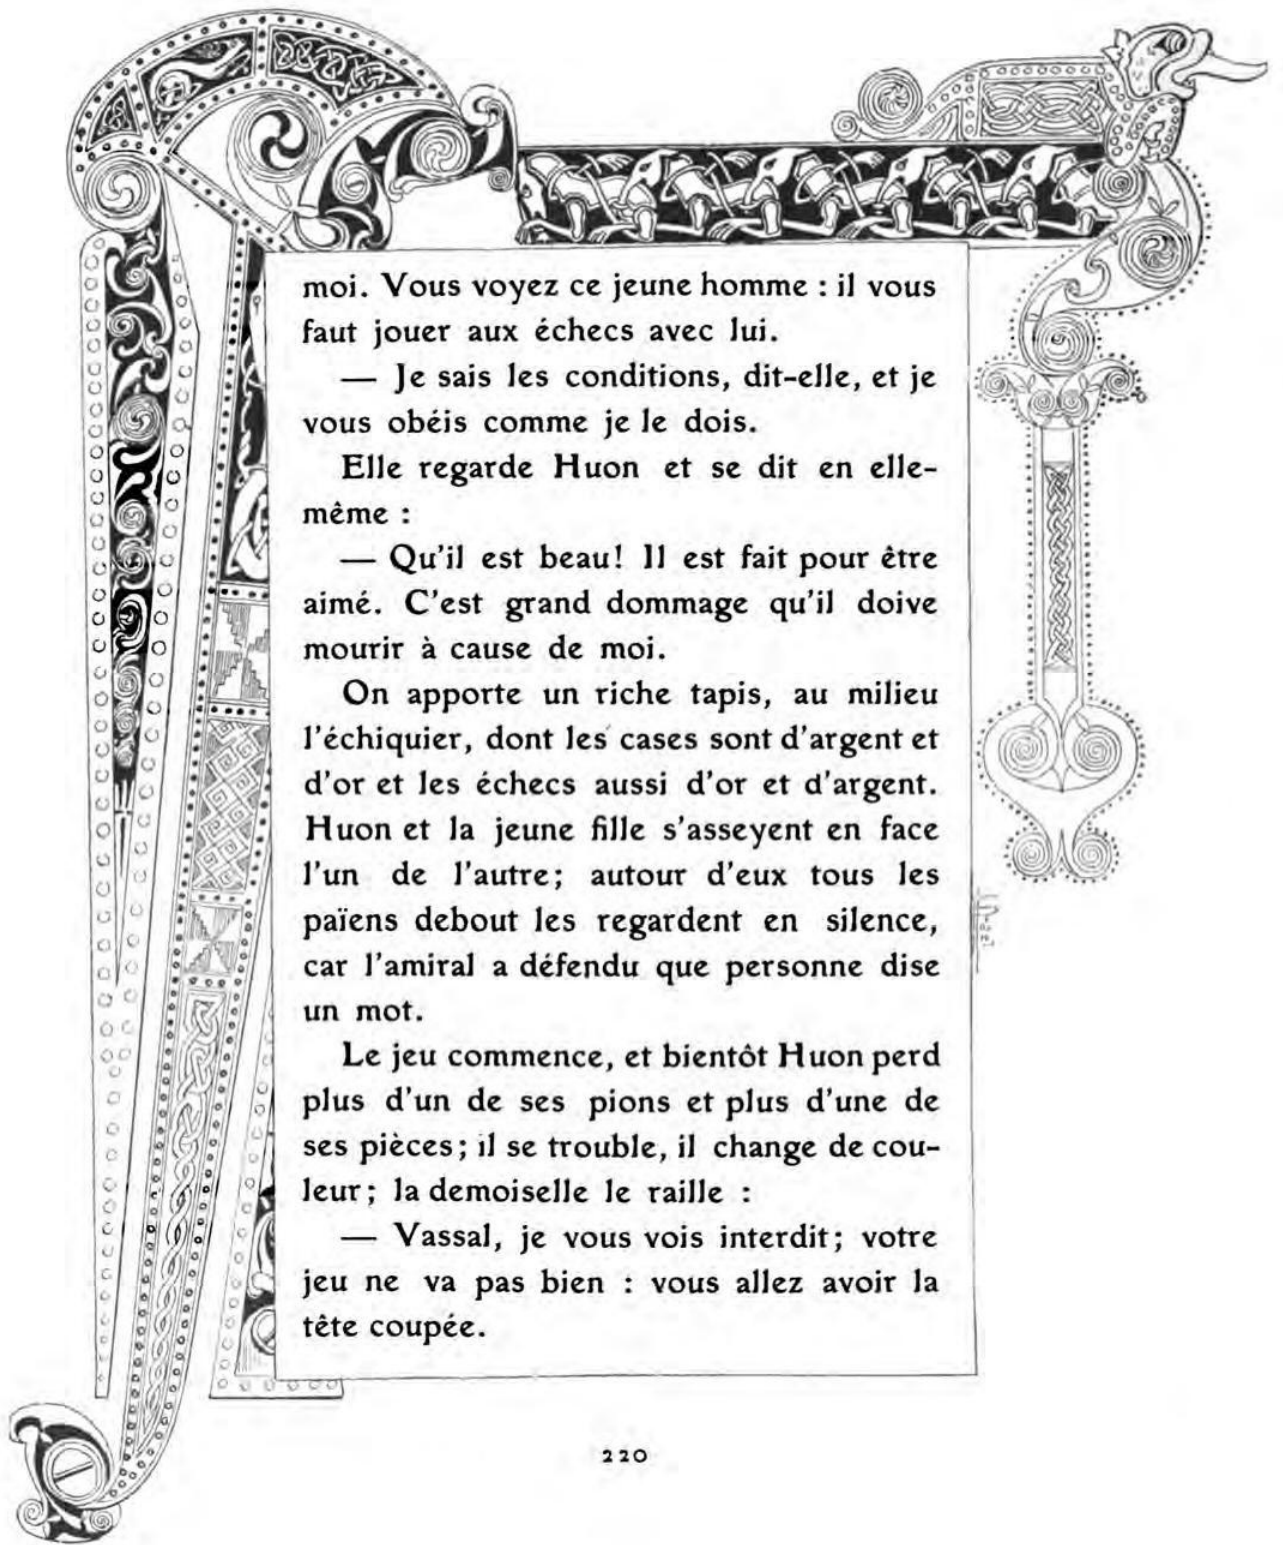 moi. Vous voyez ce jeune homme : il vous
faut jouer aux échecs avec lui.
— Je sais les conditions, dit-elle, et je
vous obéis comme je le dois.
Elle regarde Huon et se dit en elle-
même :
— Qu'il est beau! Il est fait pour être
aimé. C'est grand dommage qu'il doive
mourir à cause de moi.
On apporte un riche tapis, au milieu
l'échiquier, dont les cases sont d'argent et
d'or et les échecs aussi d'or et d'argent.
Huon et la jeune fille s'asseyent en face
l'un de l'autre; autour d'eux tous les
païens debout les regardent en silence,
car l'amiral a défendu que personne dise
un mot.
Le jeu commence, et bientôt Huon perd
plus d'un de ses pions et plus d'une de
ses pièces; il se trouble, il change de cou-
leur; la demoiselle le raille :
— Vassal, je vous vois interdit; votre
jeu ne va pas bien : vous allez avoir la
tête coupée.
220